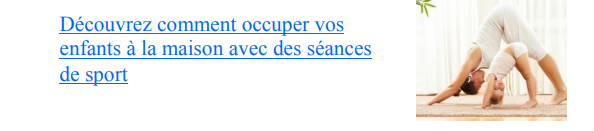 Découvrez comment occuper vos
enfants à la maison avec des séances
de sport